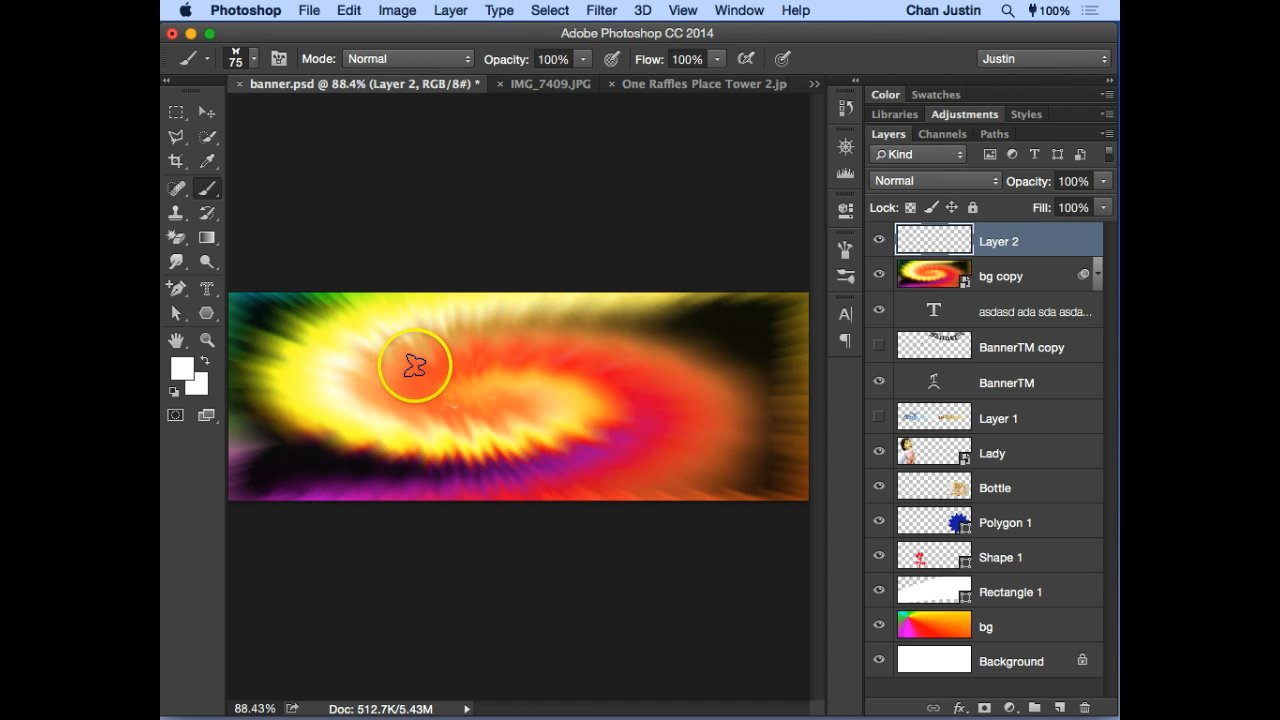 Photoshop File Edit Image Layer Type Select Filter 3D View Window Help Chan Justin 100%
Adobe Photoshop CC 2014
75 Mode: Normal Opacity: 100% Flow: 100% Justin
banner.psd @ 88.4% (Layer 2, RGB/8#) * IMG_7409.JPG One Raffles Place Tower 2.jp
Color Swatches
Libraries Adjustments Styles
Layers Channels Paths
Kind
Normal Opacity: 100%
Lock: Fill: 100%
Layer 2
bg copy
asdasd ada sda asda...
BannerTM copy
BannerTM
Layer 1
Lady
Bottle
Polygon 1
Shape 1
Rectangle 1
bg
Background
88.43% Doc: 512.7K/5.43M